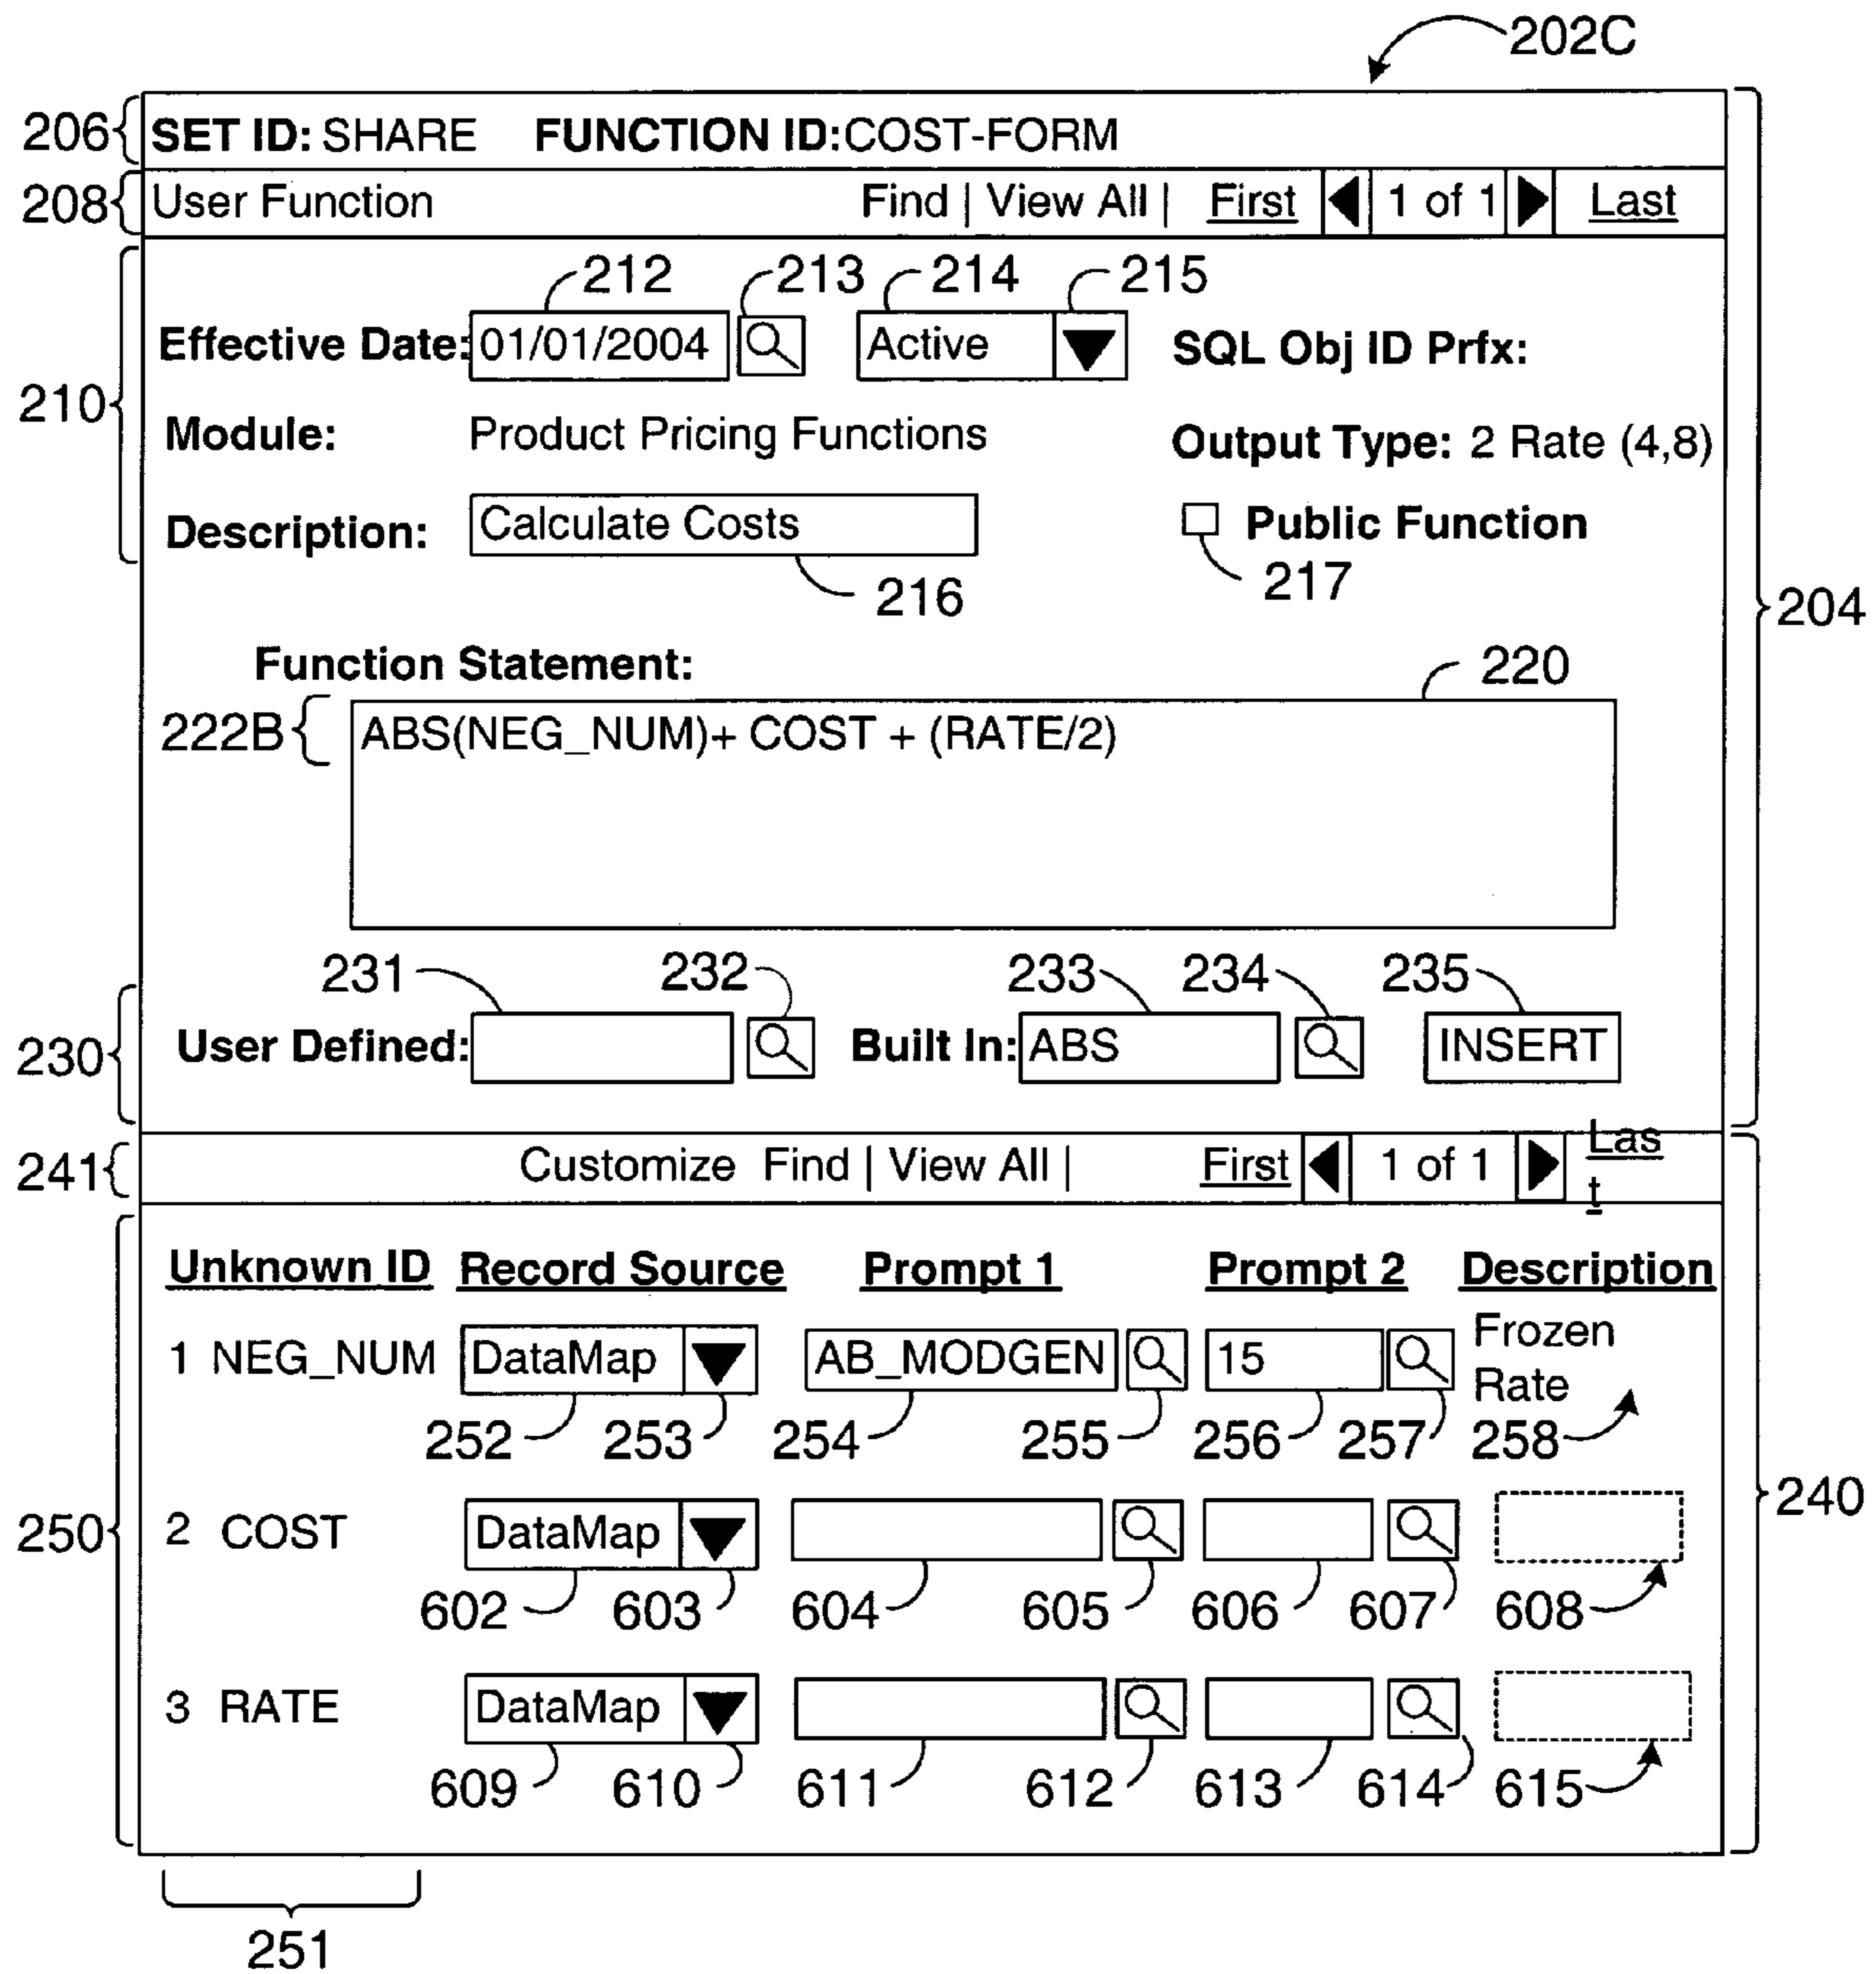 202C
206 SET ID: SHARE FUNCTION ID:COST-FORM
208 User Function Find | View All | First 1 of 1 Last
212 213 214 215
Effective Date: 01/01/2004 Active SQL Obj ID Prfx:
210
Module: Product Pricing Functions Output Type: 2 Rate (4,8)
Description: Calculate Costs Public Function
216 217
204
Function Statement: 220
222B ABS(NEG_NUM)+ COST + (RATE/2)
231 232 233 234 235
230 User Defined: Built In: ABS INSERT
241 Customize Find | View All | First 1 of 1 Las
t
Unknown ID Record Source Prompt 1 Prompt 2 Description
1 NEG_NUM DataMap AB_MODGEN 15 Frozen
Rate
252 253 254 255 256 257 258
240
250 2 COST DataMap
602 603 604 605 606 607 608
3 RATE DataMap
609 610 611 612 613 614 615
251